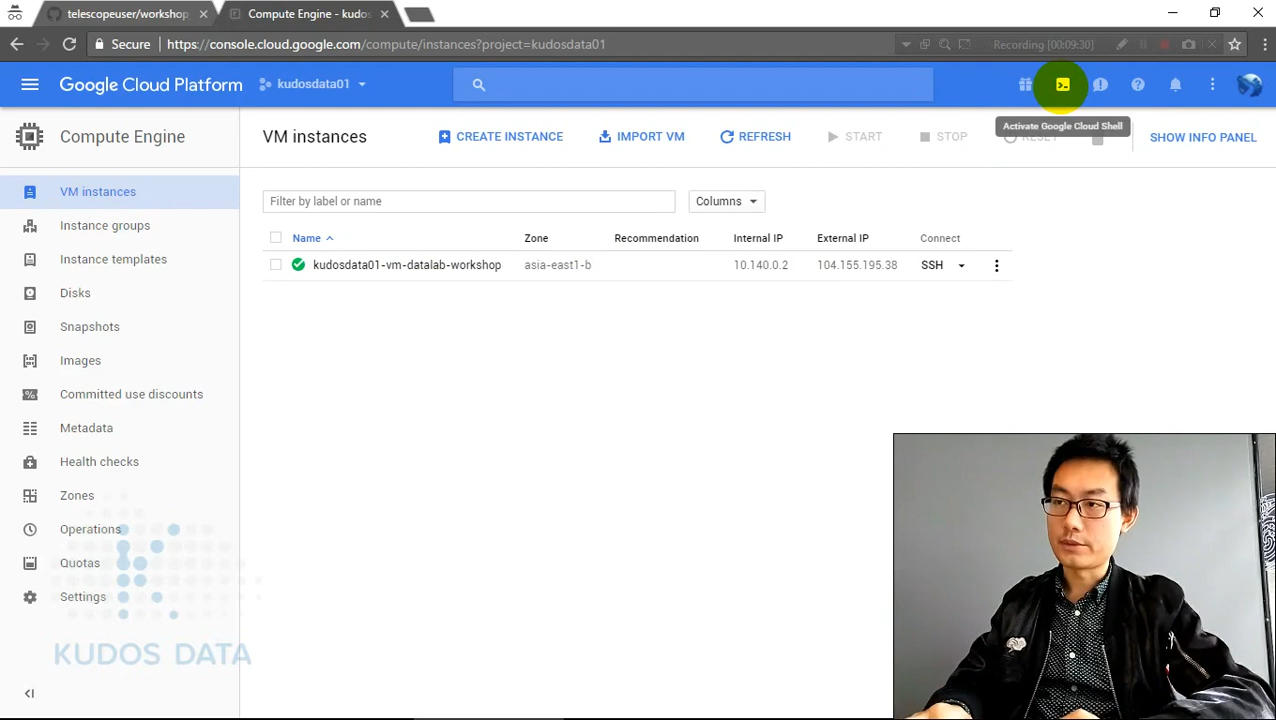 telescopeuser/workshop
Compute Engine - kudos
Secure
https://console.cloud.google.com/compute/instances?project=kudosdata01
Recording [00:09:30]
Google Cloud Platform
kudosdata01
Activate Google Cloud Shell
Compute Engine
VM instances
CREATE INSTANCE
IMPORT VM
REFRESH
START
STOP
RESET
SHOW INFO PANEL
VM instances
Instance groups
Instance templates
Disks
Snapshots
Images
Committed use discounts
Metadata
Health checks
Zones
Operations
Quotas
Settings
Filter by label or name
Columns
Name Zone Recommendation Internal IP External IP Connect
kudosdata01-vm-datalab-workshop asia-east1-b 10.140.0.2 104.155.195.38 SSH
KUDOS DATA